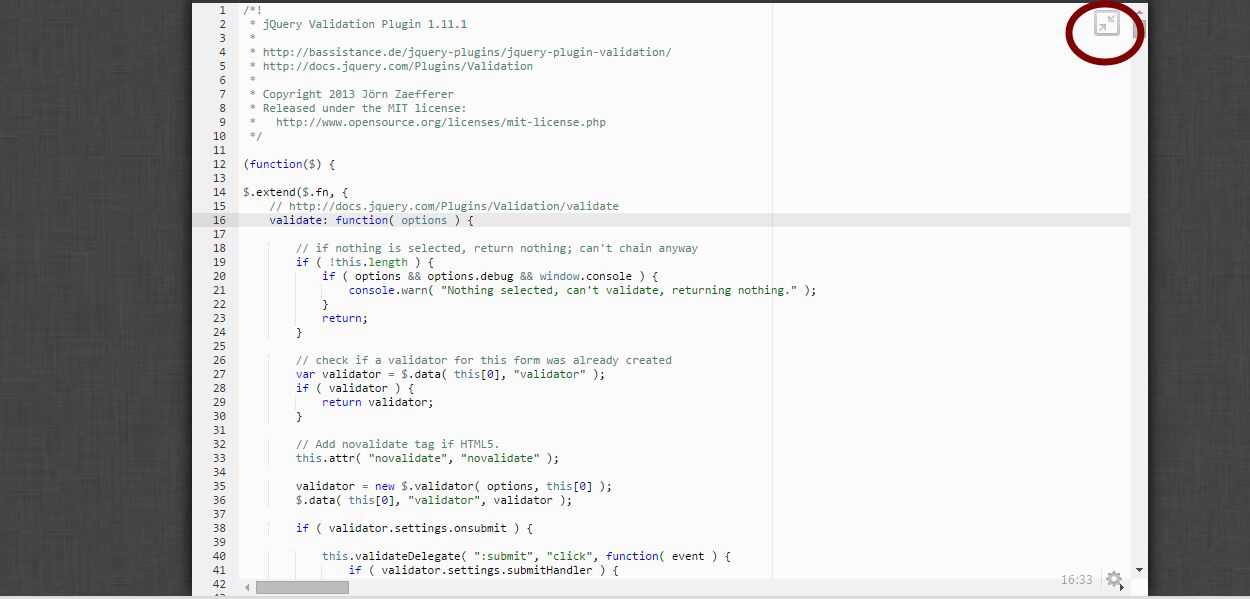 1 /*!
2  * jQuery Validation Plugin 1.11.1
3  *
4  * http://bassistance.de/jquery-plugins/jquery-plugin-validation/
5  * http://docs.jquery.com/Plugins/Validation
6  *
7  * Copyright 2013 Jörn Zaefferer
8  * Released under the MIT license:
9  *   http://www.opensource.org/licenses/mit-license.php
10  */
11
12 (function($) {
13
14 $.extend($.fn, {
15     // http://docs.jquery.com/Plugins/Validation/validate
16     validate: function( options ) {
17
18         // if nothing is selected, return nothing; can't chain anyway
19         if ( !this.length ) {
20             if ( options && options.debug && window.console ) {
21                 console.warn( "Nothing selected, can't validate, returning nothing." );
22             }
23             return;
24         }
25
26         // check if a validator for this form was already created
27         var validator = $.data( this[0], "validator" );
28         if ( validator ) {
29             return validator;
30         }
31
32         // Add novalidate tag if HTML5.
33         this.attr( "novalidate", "novalidate" );
34
35         validator = new $.validator( options, this[0] );
36         $.data( this[0], "validator", validator );
37
38         if ( validator.settings.onsubmit ) {
39
40             this.validateDelegate( ":submit", "click", function( event ) {
41                 if ( validator.settings.submitHandler ) {
42
16:33